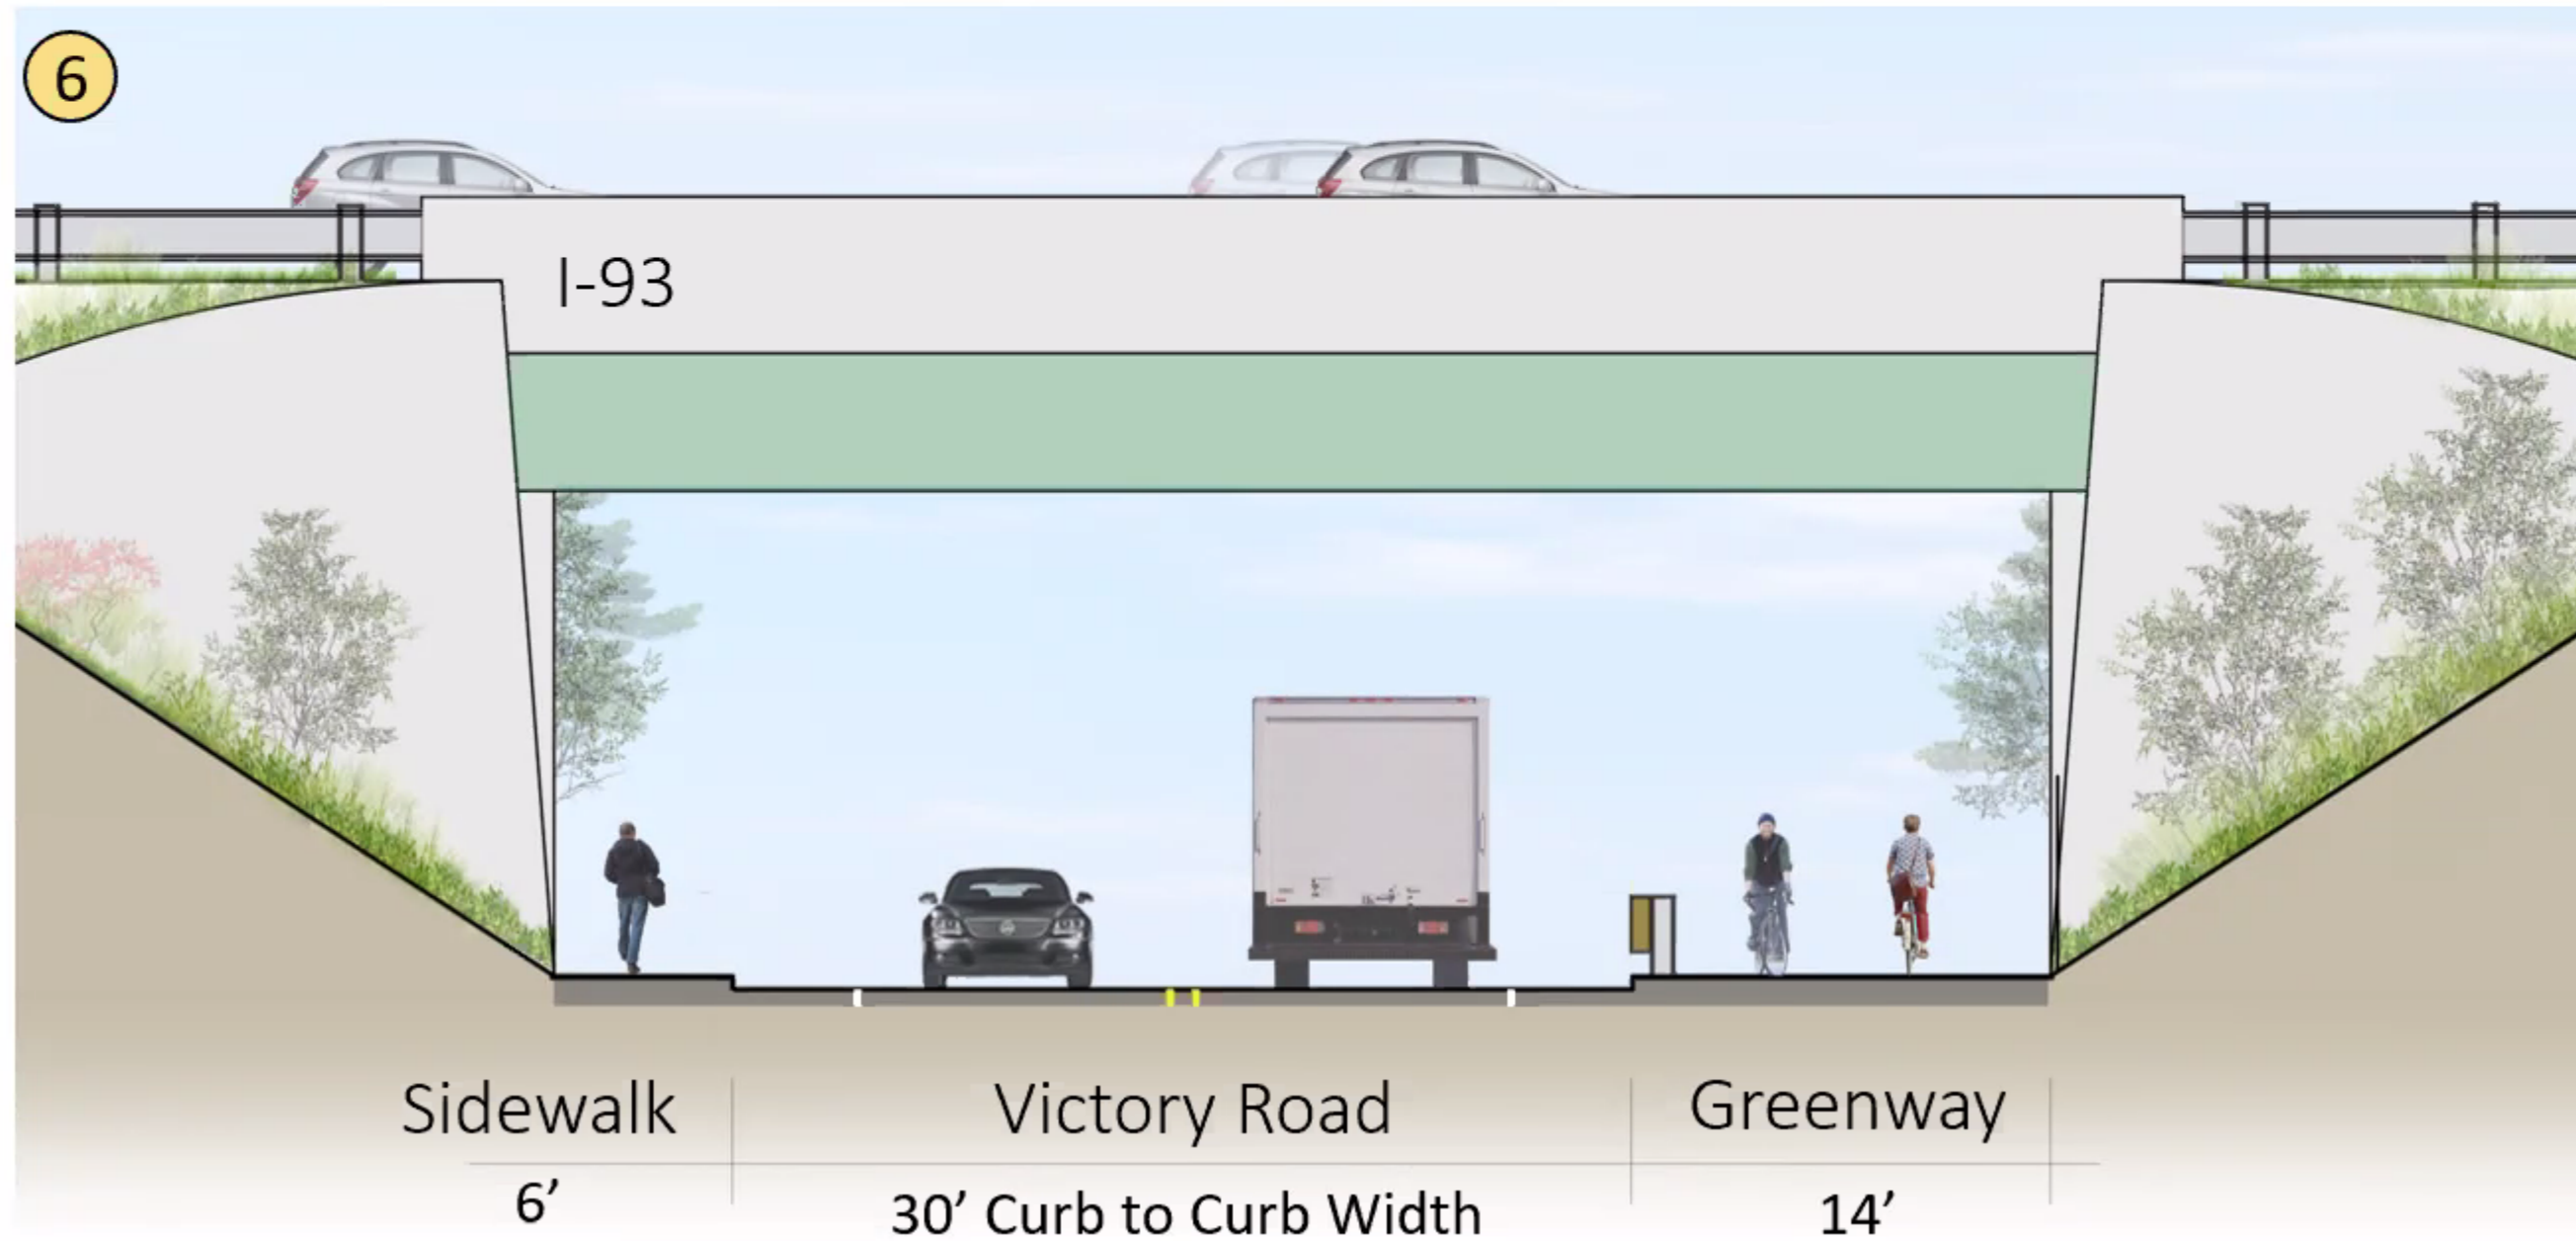 6
I-93
Sidewalk
Victory Road
Greenway
6’
30’ Curb to Curb Width
14’